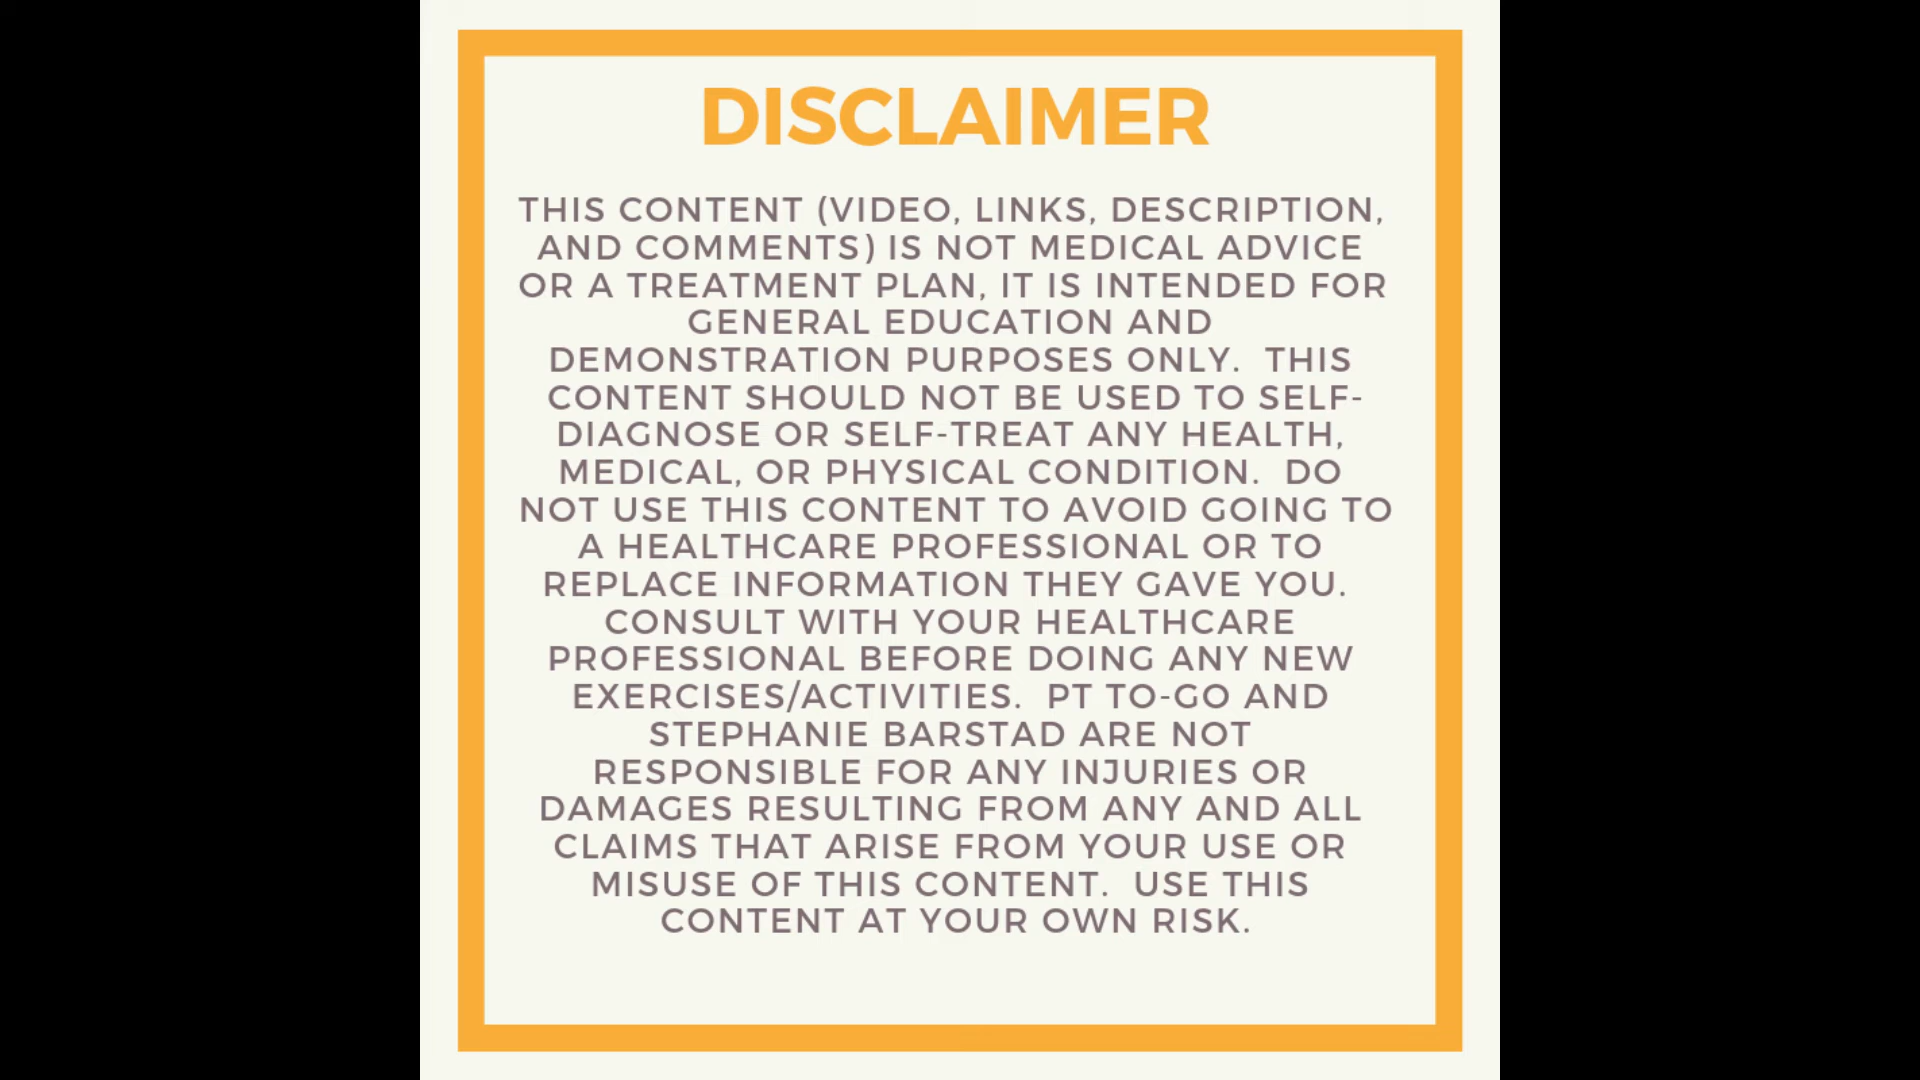 DISCLAIMER
THIS CONTENT (VIDEO, LINKS, DESCRIPTION,
AND COMMENTS) IS NOT MEDICAL ADVICE
OR A TREATMENT PLAN, IT IS INTENDED FOR
GENERAL EDUCATION AND
DEMONSTRATION PURPOSES ONLY.  THIS
CONTENT SHOULD NOT BE USED TO SELF-
DIAGNOSE OR SELF-TREAT ANY HEALTH,
MEDICAL, OR PHYSICAL CONDITION.  DO
NOT USE THIS CONTENT TO AVOID GOING TO
A HEALTHCARE PROFESSIONAL OR TO
REPLACE INFORMATION THEY GAVE YOU.
CONSULT WITH YOUR HEALTHCARE
PROFESSIONAL BEFORE DOING ANY NEW
EXERCISES/ACTIVITIES.  PT TO-GO AND
STEPHANIE BARSTAD ARE NOT
RESPONSIBLE FOR ANY INJURIES OR
DAMAGES RESULTING FROM ANY AND ALL
CLAIMS THAT ARISE FROM YOUR USE OR
MISUSE OF THIS CONTENT.  USE THIS
CONTENT AT YOUR OWN RISK.